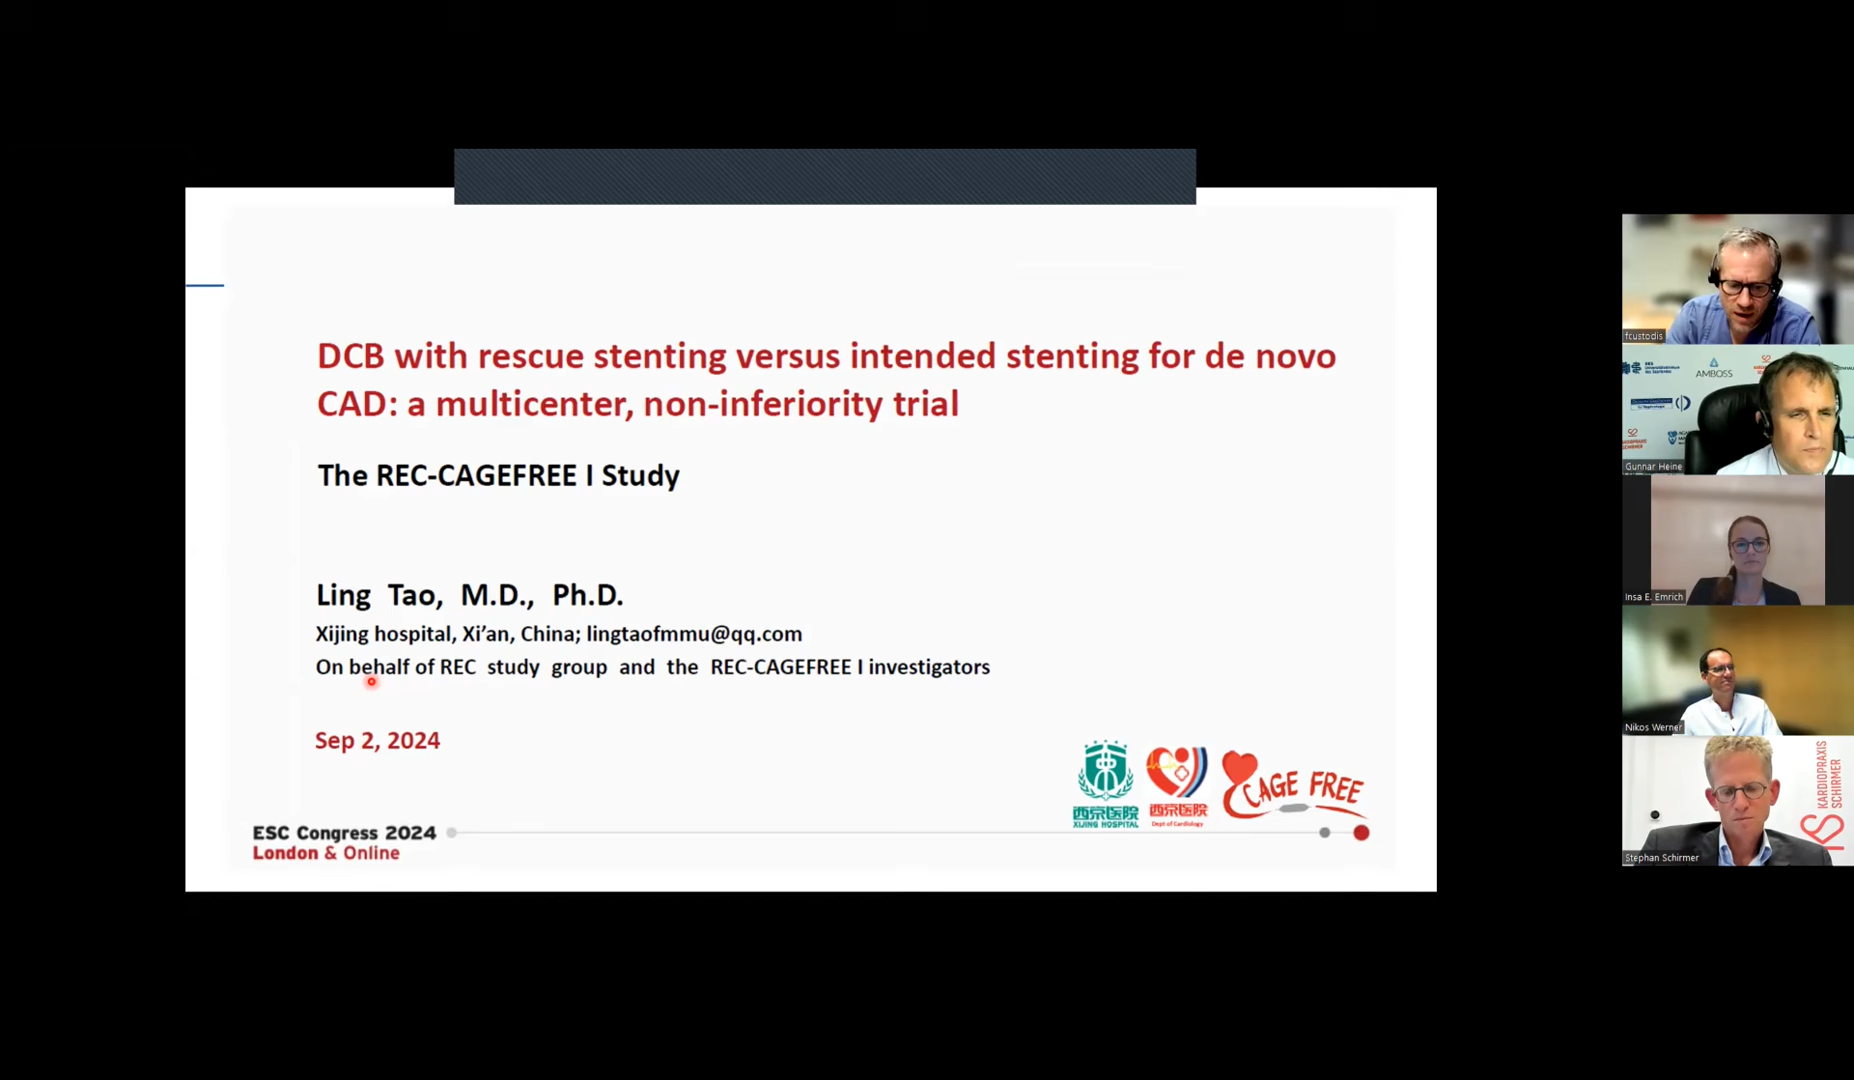 DCB with rescue stenting versus intended stenting for de novo
CAD: a multicenter, non-inferiority trial
The REC-CAGEFREE I Study
Ling Tao, M.D., Ph.D.
Xijing hospital, Xi’an, China; lingtaofmmu@qq.com
On behalf of REC study group and the REC-CAGEFREE I investigators
Sep 2, 2024
西京医院
XIJING HOSPITAL
西京医院
Dept of Cardiology
CAGE FREE
ESC Congress 2024
London & Online
fcustodis
AMBOSS
Gunnar Heine
Insa E. Emrich
Nikos Werner
KARDIOPRAXIS
SCHIRMER
Stephan Schirmer